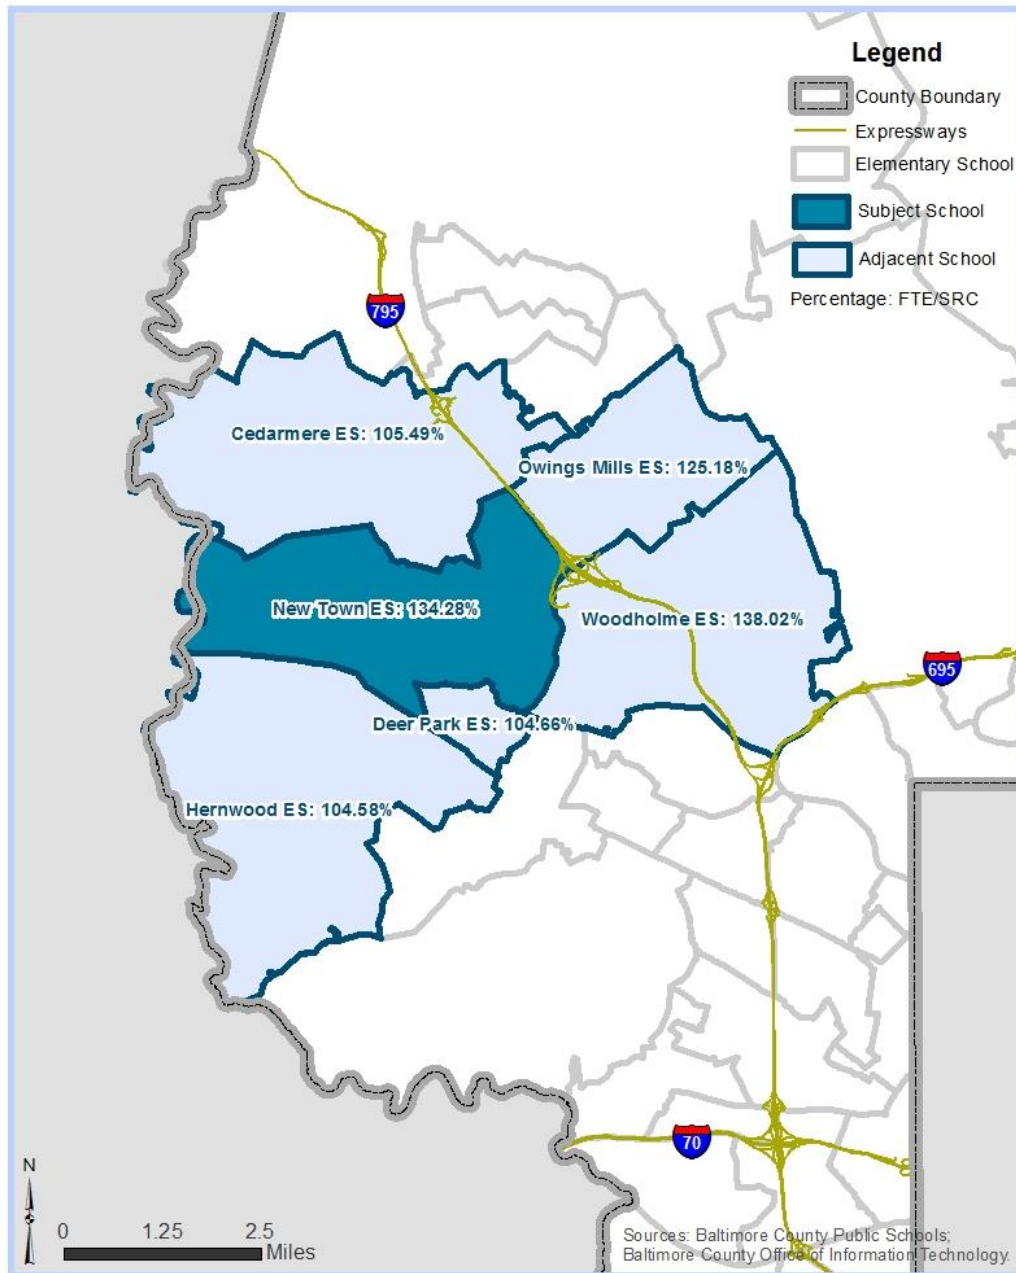 Legend
County Boundary
Expressways
Elementary School
Subject School
Adjacent School
Percentage: FTE/SRC
795
Cedarmere ES: 105.49%
Owings Mills ES: 125.18%
New Town ES: 134.28%
Woodholme ES: 138.02%
695
Deer Park ES: 104.66%
Hernwood ES: 104.58%
70
N
0 1.25 2.5
Miles
Sources: Baltimore County Public Schools;
Baltimore County Office of Information Technology.